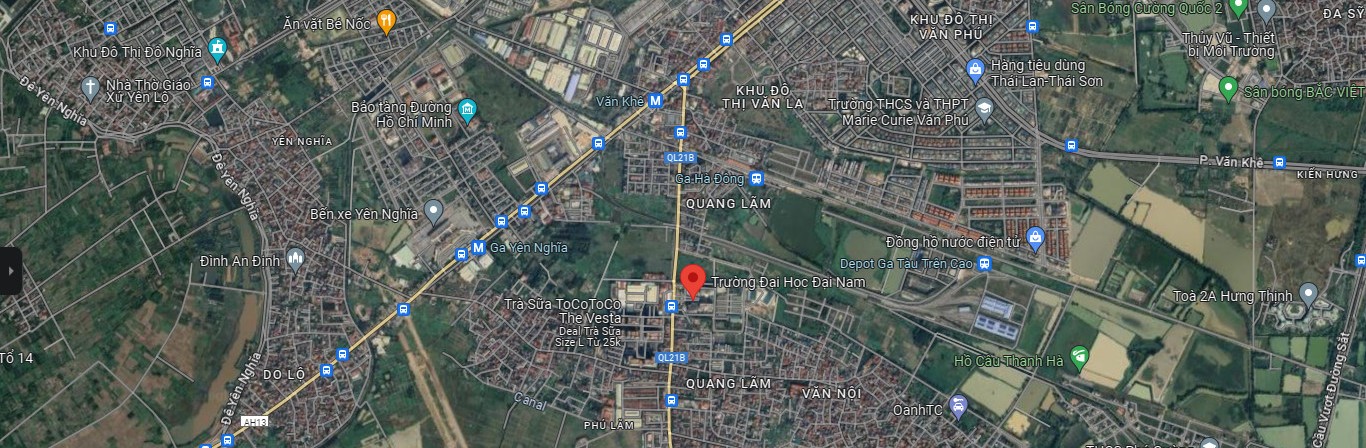 Sân Bóng Cường Quốc 2
ĐA SỸ
KHU ĐÔ THỊ
VĂN PHÚ
Ăn vặt Bé Nốc
Thúy Vũ - Thiết
bị Môi Trường
Khu Đô Thị Đô Nghĩa
Hàng tiêu dùng
Thái Lan-Thái Sơn
Nhà Thờ Giáo
Xứ Yên Lộ
KHU ĐÔ
THỊ VĂN LA
Sân bóng BẮC VIỆT
Văn Khê
M
Đê Yên Nghĩa
Bảo tàng Đường
Hồ Chí Minh
Trường THCS và THPT
Marie Curie Văn Phú
YÊN NGHĨA
QL21B
P. Văn Khê
KIẾN HƯNG
Ga Hà Đông
Đê Yên Nghĩa
QUANG LÃM
Bến xe Yên Nghĩa
Đồng hồ nước điện tử
M
Ga Yên Nghĩa
Đình An Định
Depot Ga Tàu Trên Cao
Trường Đại Học Đại Nam
Toà 2A Hưng Thịnh
Trà Sữa ToCoToCo
The Vesta
Deal Trà Sữa
Size L Từ 25k
Tổ 14
QL21B
Hồ Câu Thanh Hà
DO LỘ
QUANG LÃM
VĂN NỘI
Đê Yên Nghĩa
Canal
OanhTC
Cầu Vượt Đường Sắt
AH13
PHÚ LÃM